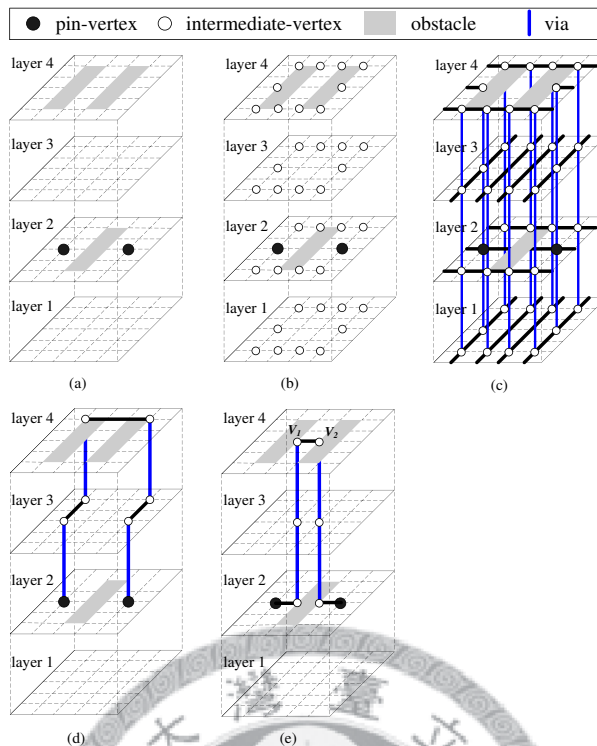 pin-vertex intermediate-vertex obstacle via
layer 4 layer 4 layer 4
layer 3 layer 3 layer 3
layer 2 layer 2 layer 2
layer 1 layer 1 layer 1
(a) (b) (c)
layer 4 layer 4 V1 V2
layer 3 layer 3
layer 2 layer 2
layer 1 layer 1
臺 灣
(d) (e)